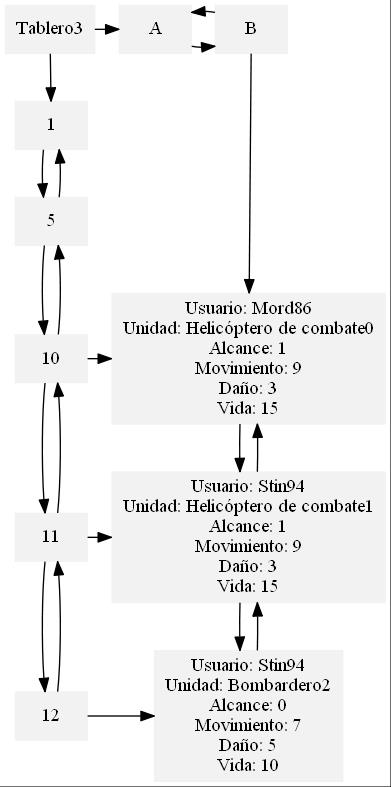 Tablero3
A
B
1
5
10
Usuario: Mord86
Unidad: Helicóptero de combate0
Alcance: 1
Movimiento: 9
Daño: 3
Vida: 15
11
Usuario: Stin94
Unidad: Helicóptero de combate1
Alcance: 1
Movimiento: 9
Daño: 3
Vida: 15
12
Usuario: Stin94
Unidad: Bombardero2
Alcance: 0
Movimiento: 7
Daño: 5
Vida: 10